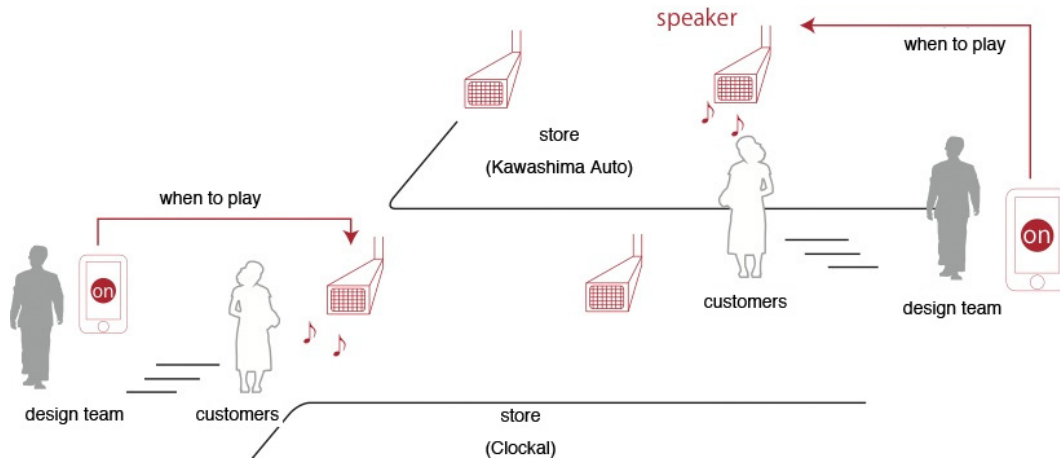 speaker
when to play
store
(Kawashima Auto)
when to play
on
on
customers
design team
design team
customers
store
(Clockal)